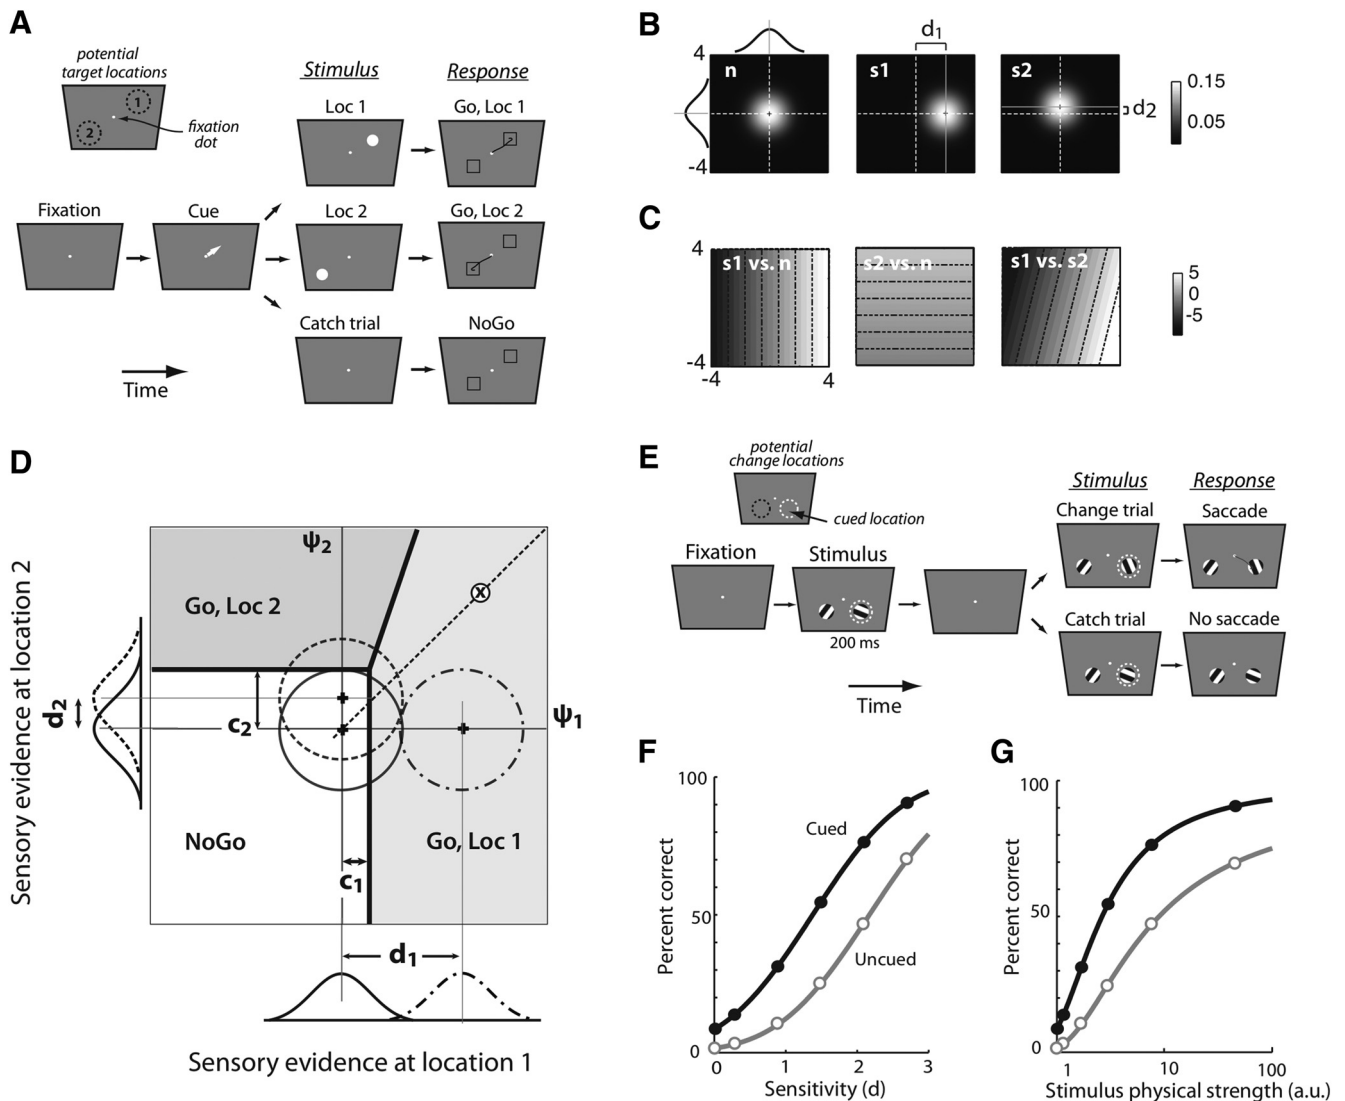 A
potential
target locations
1
2
fixation
dot
Stimulus
Response
Loc 1
Go, Loc 1
Fixation
Cue
Loc 2
Go, Loc 2
Catch trial
NoGo
Time
B
d1
4
n
s1
s2
-4
d2
0.15
0.05
C
4
s1 vs. n
s2 vs. n
s1 vs. s2
-4
-4
4
5
0
-5
D
Sensory evidence at location 2
ψ2
x
Go, Loc 2
d2
c2
ψ1
NoGo
Go, Loc 1
c1
d1
Sensory evidence at location 1
E
potential
change locations
cued location
Stimulus
Response
Change trial
Saccade
Fixation
Stimulus
200 ms
Catch trial
No saccade
Time
F
100
50
0
Percent correct
Cued
Uncued
0
1
2
3
Sensitivity (d)
G
100
50
0
Percent correct
1
10
100
Stimulus physical strength (a.u.)